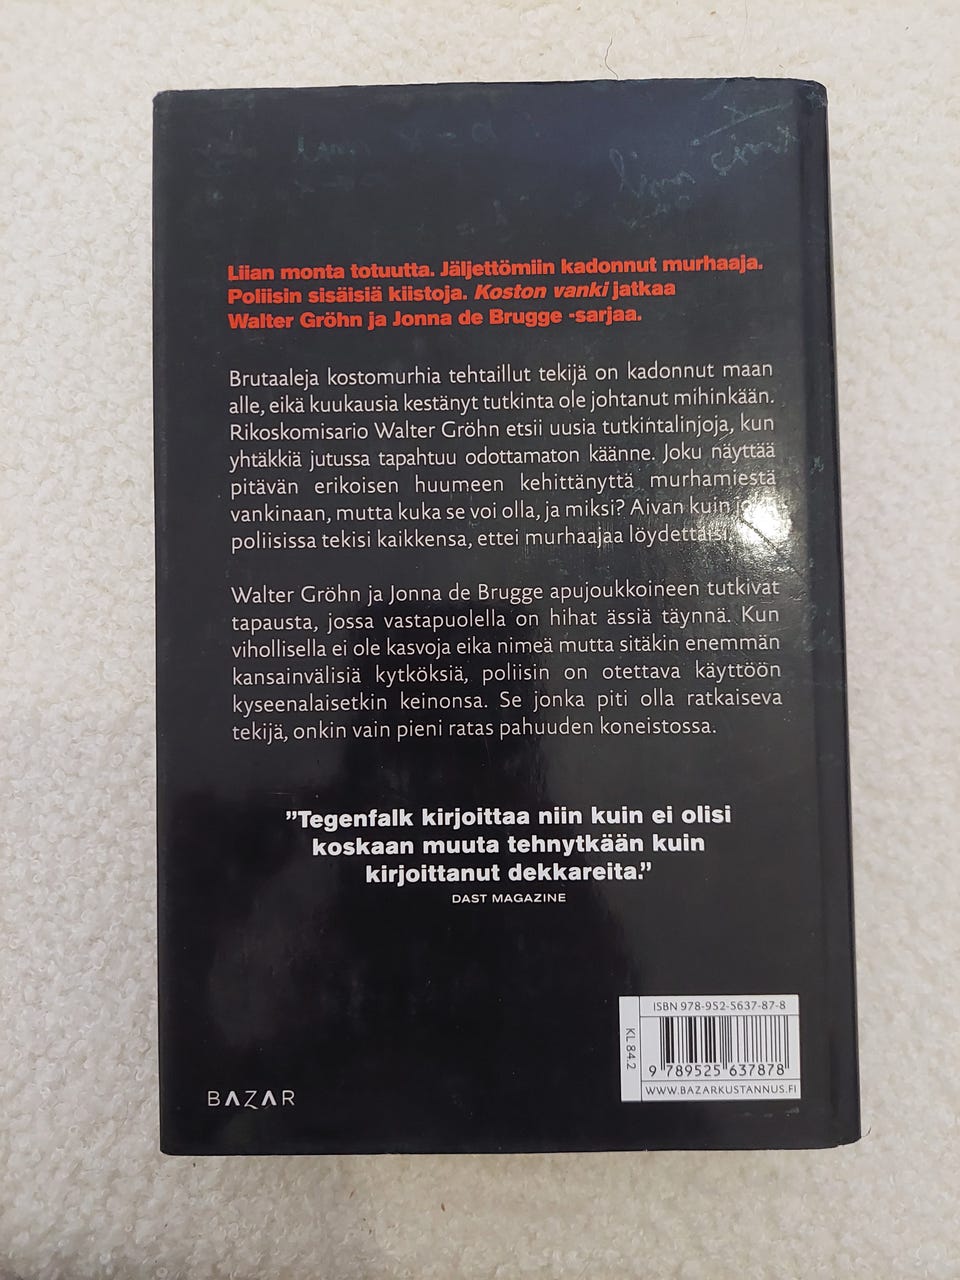 Liian monta totuutta. Jäljettömiin kadonnut murhaaja.
Poliisin sisäisiä kiistoja. Koston vanki jatkaa
Walter Gröhn ja Jonna de Brugge -sarjaa.
Brutaaleja kostomurhia tehtaillut tekijä on kadonnut maan
alle, eikä kuukausia kestänyt tutkinta ole johtanut mihinkään.
Rikoskomisario Walter Gröhn etsii uusia tutkintalinjoja, kun
yhtäkkiä jutussa tapahtuu odottamaton käänne. Joku näyttää
pitävän erikoisen huumeen kehittänyttä murhamiestä
vankinaan, mutta kuka se voi olla, ja miksi? Aivan kuin
poliisissa tekisi kaikkensa, ettei murhaajaa löydettäisi.
Walter Gröhn ja Jonna de Brugge apujoukkoineen tutkivat
tapausta, jossa vastapuolella on hihat ässiä täynnä. Kun
vihollisella ei ole kasvoja eika nimeä mutta sitäkin enemmän
kansainvälisiä kytköksiä, poliisin on otettava käyttöön
kyseenalaisetkin keinonsa. Se jonka piti olla ratkaiseva
tekijä, onkin vain pieni ratas pahuuden koneistossa.
”Tegenfalk kirjoittaa niin kuin ei olisi
koskaan muuta tehnytkään kuin
kirjoittanut dekkareita.”
DAST MAGAZINE
ISBN 978-952-5637-87-8
KL 84.2
9 789525 637878
WWW.BAZARKUSTANNUS.FI
BAZAR